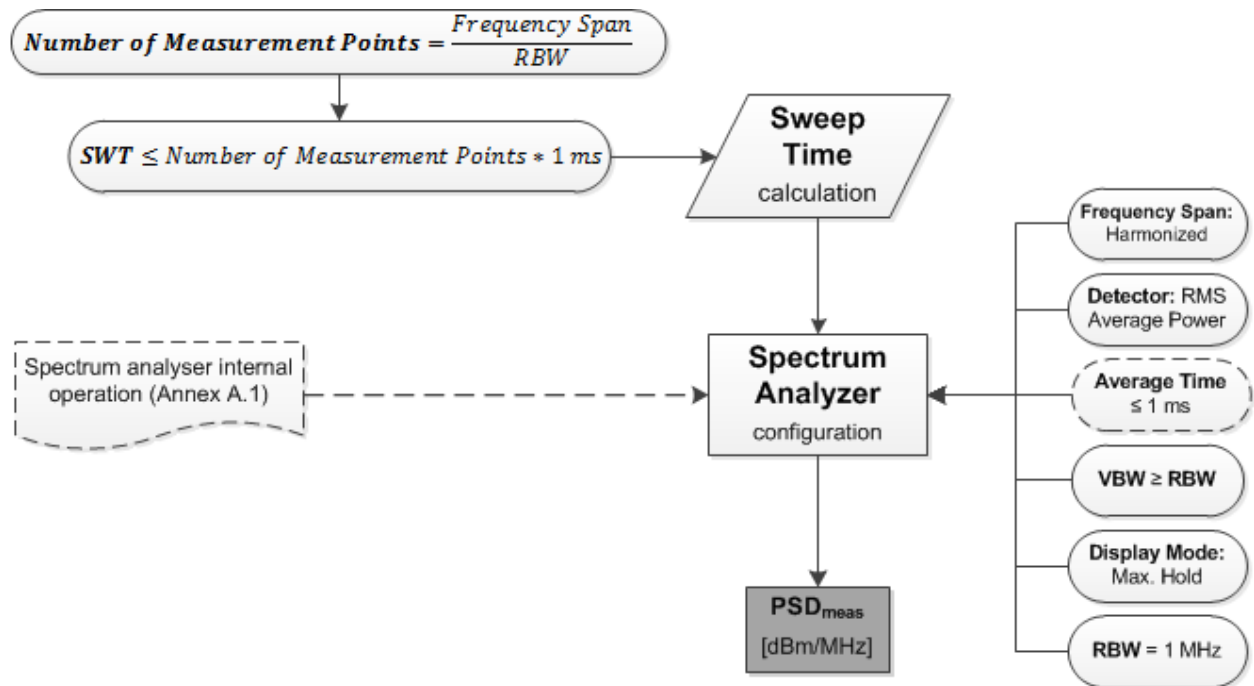 Number of Measurement Points = Frequency Span / RBW
SWT ≤ Number of Measurement Points * 1 ms
Sweep
Time
calculation
Frequency Span:
Harmonized
Detector: RMS
Average Power
Spectrum analyser internal
operation (Annex A.1)
Spectrum
Analyzer
configuration
Average Time
≤ 1 ms
VBW ≥ RBW
Display Mode:
Max. Hold
PSDmeas
[dBm/MHz]
RBW = 1 MHz